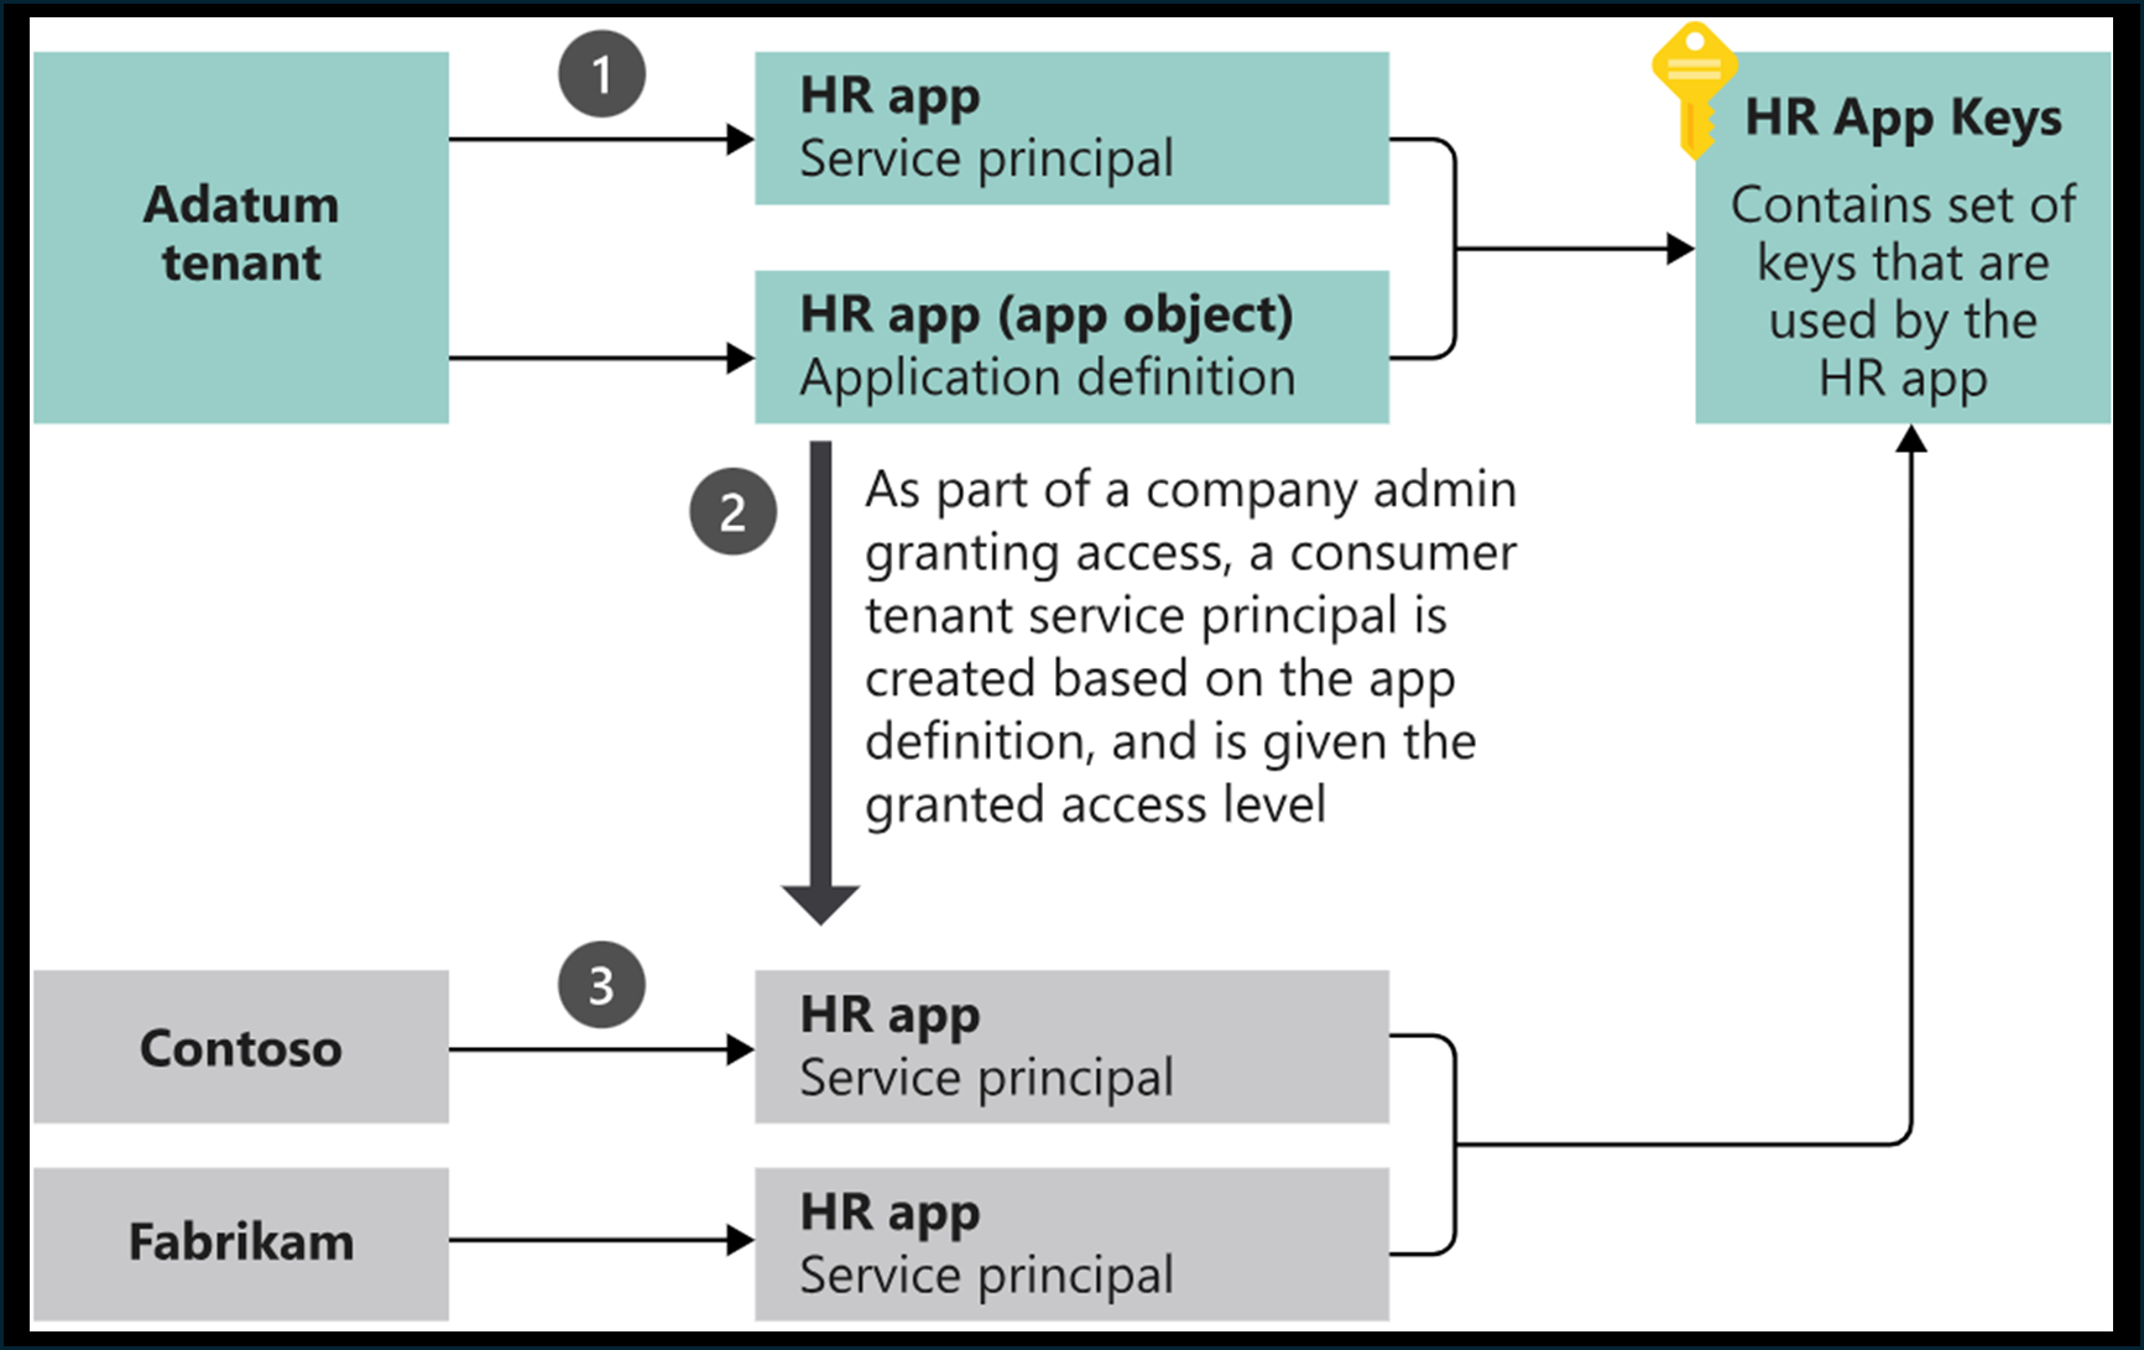 1
HR app
Service principal
HR App Keys
Contains set of
keys that are
used by the
HR app
Adatum
tenant
HR app (app object)
Application definition
2
As part of a company admin
granting access, a consumer
tenant service principal is
created based on the app
definition, and is given the
granted access level
3
Contoso
HR app
Service principal
Fabrikam
HR app
Service principal